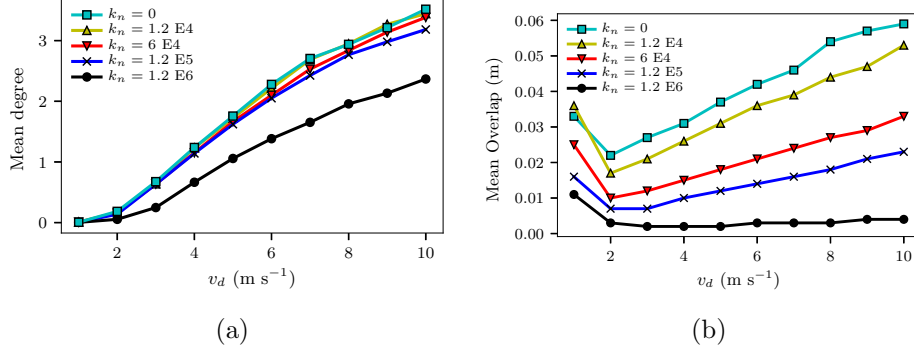 3
2
1
0
Mean degree
k_n = 0
k_n = 1.2 E4
k_n = 6 E4
k_n = 1.2 E5
k_n = 1.2 E6
2 4 6 8 10
v_d (m s⁻¹)
(a)
0.06
0.05
0.04
0.03
0.02
0.01
0.00
Mean Overlap (m)
k_n = 0
k_n = 1.2 E4
k_n = 6 E4
k_n = 1.2 E5
k_n = 1.2 E6
2 4 6 8 10
v_d (m s⁻¹)
(b)